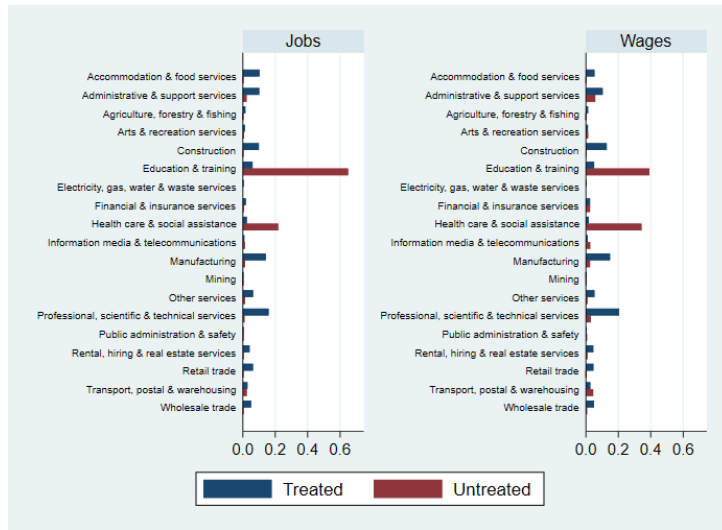 Jobs
Accommodation & food services
Administrative & support services
Agriculture, forestry & fishing
Arts & recreation services
Construction
Education & training
Electricity, gas, water & waste services
Financial & insurance services
Health care & social assistance
Information media & telecommunications
Manufacturing
Mining
Other services
Professional, scientific & technical services
Public administration & safety
Rental, hiring & real estate services
Retail trade
Transport, postal & warehousing
Wholesale trade
0.0 0.2 0.4 0.6
Wages
Accommodation & food services
Administrative & support services
Agriculture, forestry & fishing
Arts & recreation services
Construction
Education & training
Electricity, gas, water & waste services
Financial & insurance services
Health care & social assistance
Information media & telecommunications
Manufacturing
Mining
Other services
Professional, scientific & technical services
Public administration & safety
Rental, hiring & real estate services
Retail trade
Transport, postal & warehousing
Wholesale trade
0.0 0.2 0.4 0.6
Treated Untreated